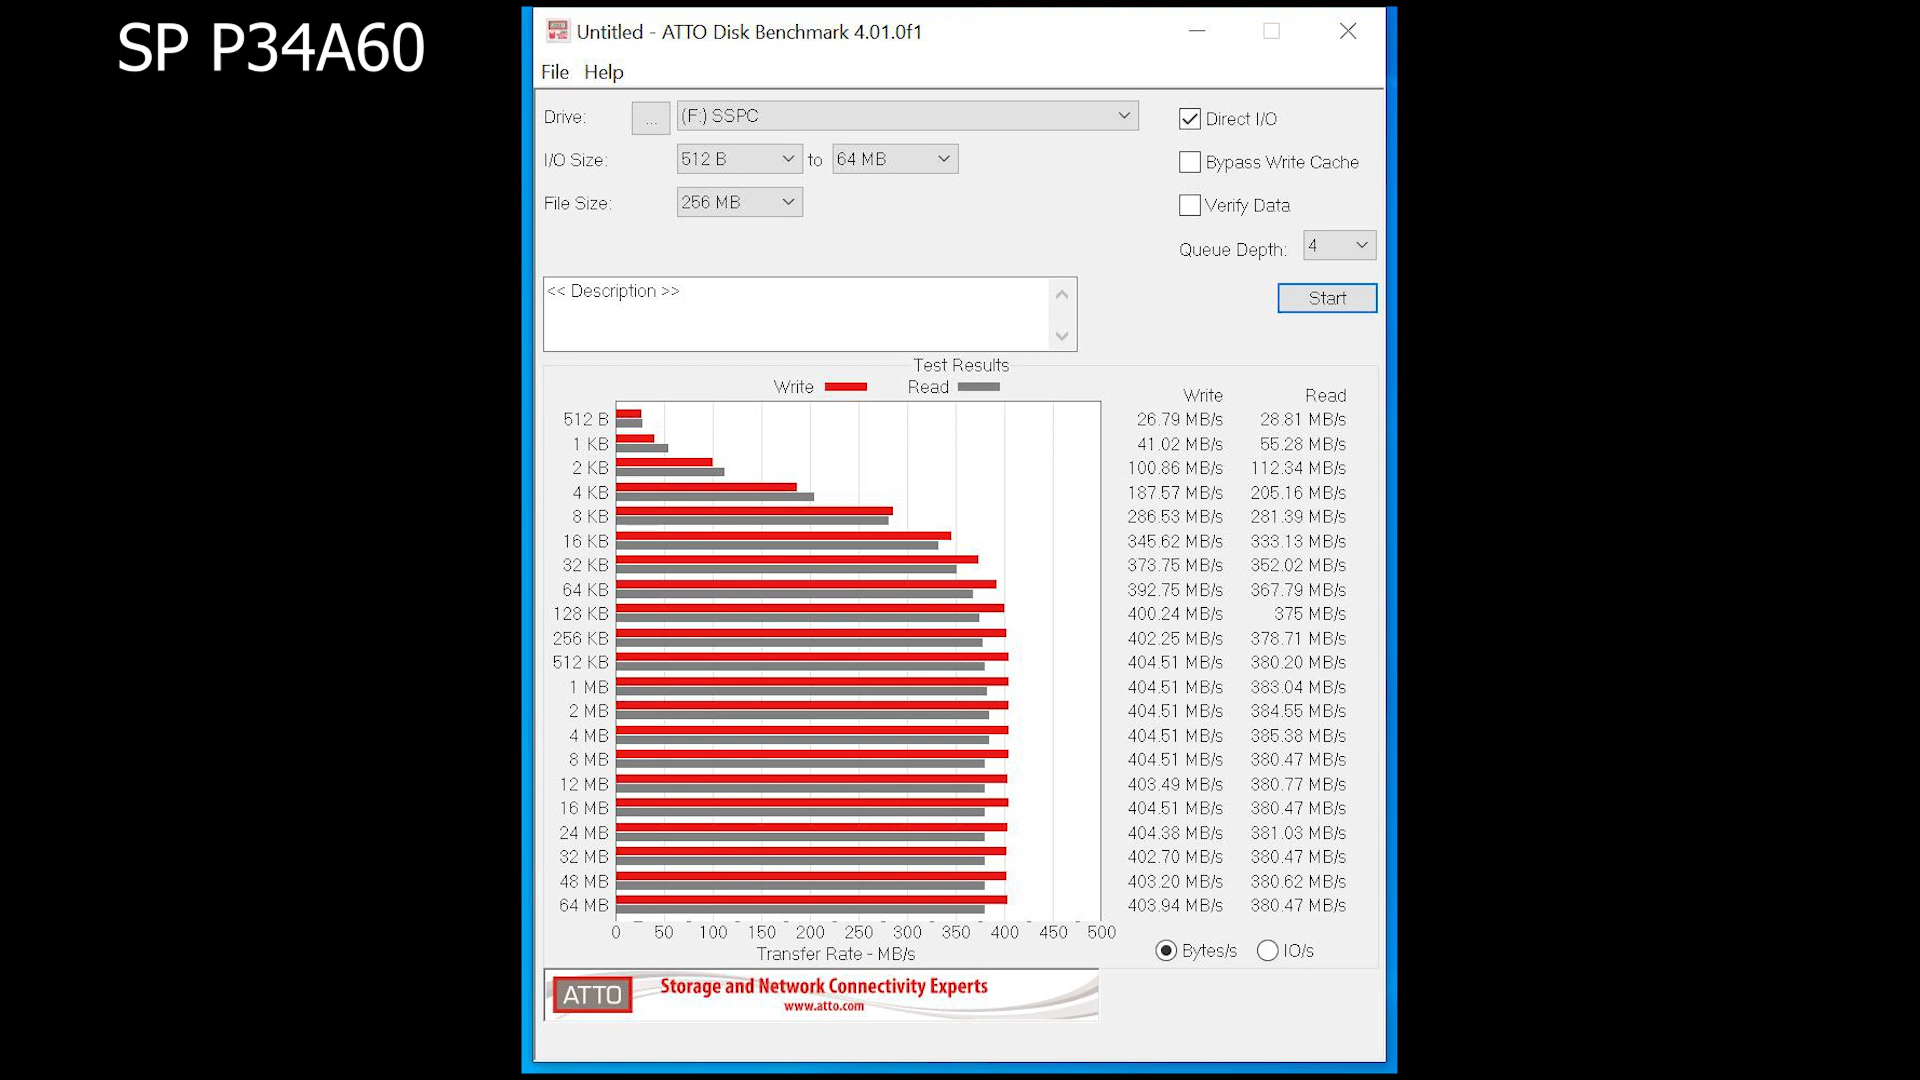 SP P34A60
Untitled - ATTO Disk Benchmark 4.01.0f1
File Help
Drive: ... (F:) SSPC
Direct I/O
I/O Size: 512 B to 64 MB
Bypass Write Cache
File Size: 256 MB
Verify Data
Queue Depth: 4
<< Description >>
Start
Test Results
Write Read
Write Read
512 B 26.79 MB/s 28.81 MB/s
1 KB 41.02 MB/s 55.28 MB/s
2 KB 100.86 MB/s 112.34 MB/s
4 KB 187.57 MB/s 205.16 MB/s
8 KB 286.53 MB/s 281.39 MB/s
16 KB 345.62 MB/s 333.13 MB/s
32 KB 373.75 MB/s 352.02 MB/s
64 KB 392.75 MB/s 367.79 MB/s
128 KB 400.24 MB/s 375 MB/s
256 KB 402.25 MB/s 378.71 MB/s
512 KB 404.51 MB/s 380.20 MB/s
1 MB 404.51 MB/s 383.04 MB/s
2 MB 404.51 MB/s 384.55 MB/s
4 MB 404.51 MB/s 385.38 MB/s
8 MB 404.51 MB/s 380.47 MB/s
12 MB 403.49 MB/s 380.77 MB/s
16 MB 404.51 MB/s 380.47 MB/s
24 MB 404.38 MB/s 381.03 MB/s
32 MB 402.70 MB/s 380.47 MB/s
48 MB 403.20 MB/s 380.62 MB/s
64 MB 403.94 MB/s 380.47 MB/s
0 50 100 150 200 250 300 350 400 450 500
Transfer Rate - MB/s
Bytes/s IO/s
ATTO Storage and Network Connectivity Experts
www.atto.com